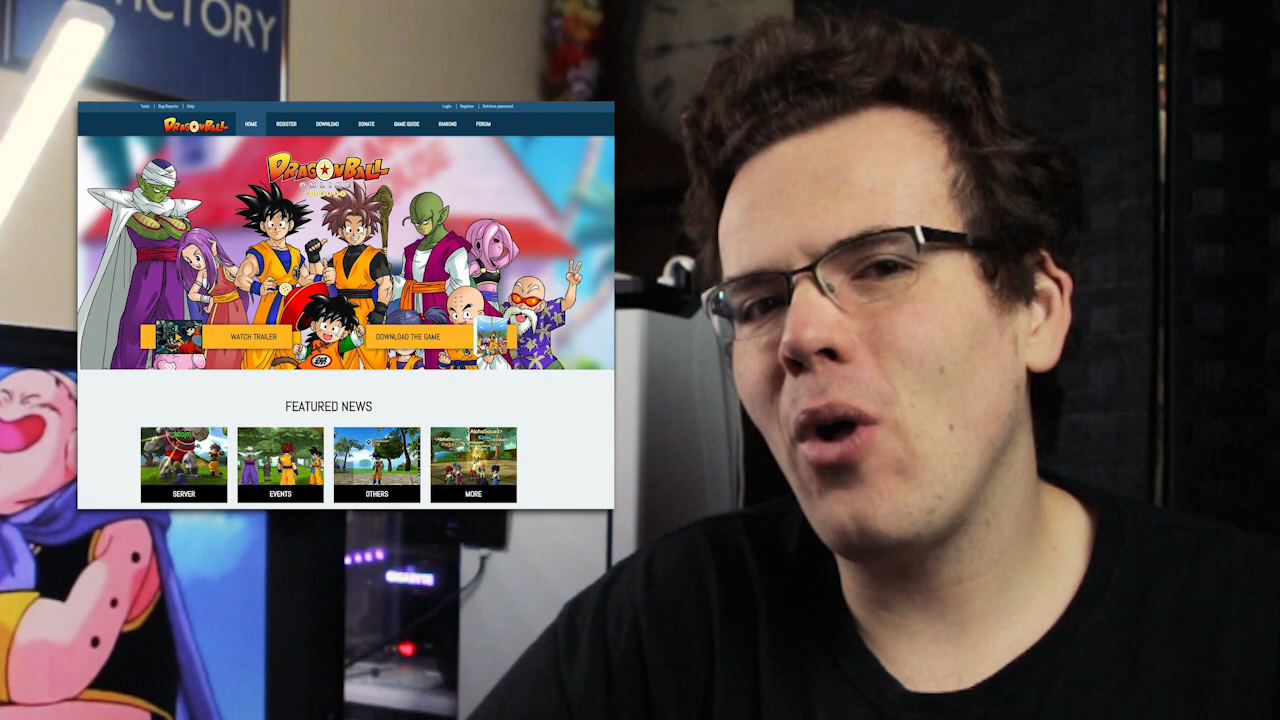 VICTORY
Tools | Bug Reports | Help
Login | Register | Retrieve password
DRAGONBALL
HOME
REGISTER
DOWNLOAD
DONATE
GAME GUIDE
RANKING
FORUM
DRAGONBALL
ONLINE
WATCH TRAILER
DOWNLOAD THE GAME
FEATURED NEWS
SERVER
EVENTS
OTHERS
MORE
GIGABYTE